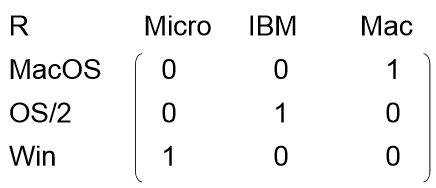 R Micro IBM Mac
MacOS 0 0 1
OS/2 0 1 0
Win 1 0 0